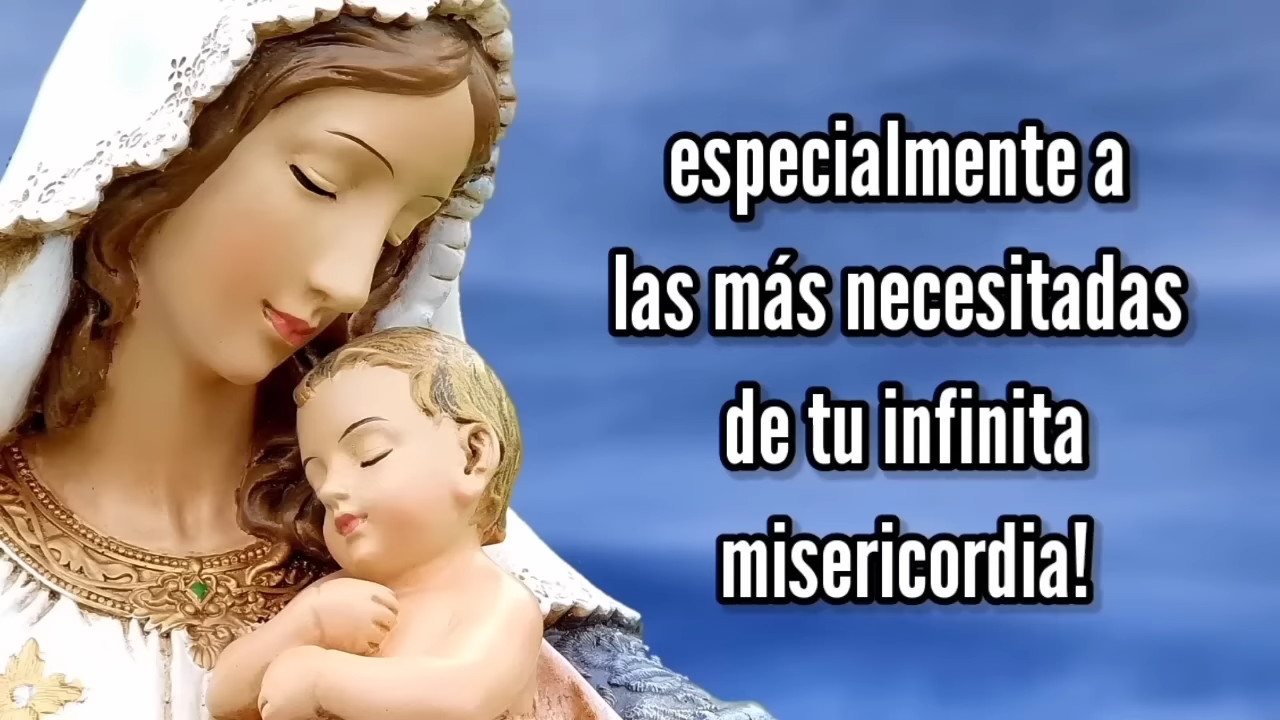 especialmente a
las más necesitadas
de tu infinita
misericordia!